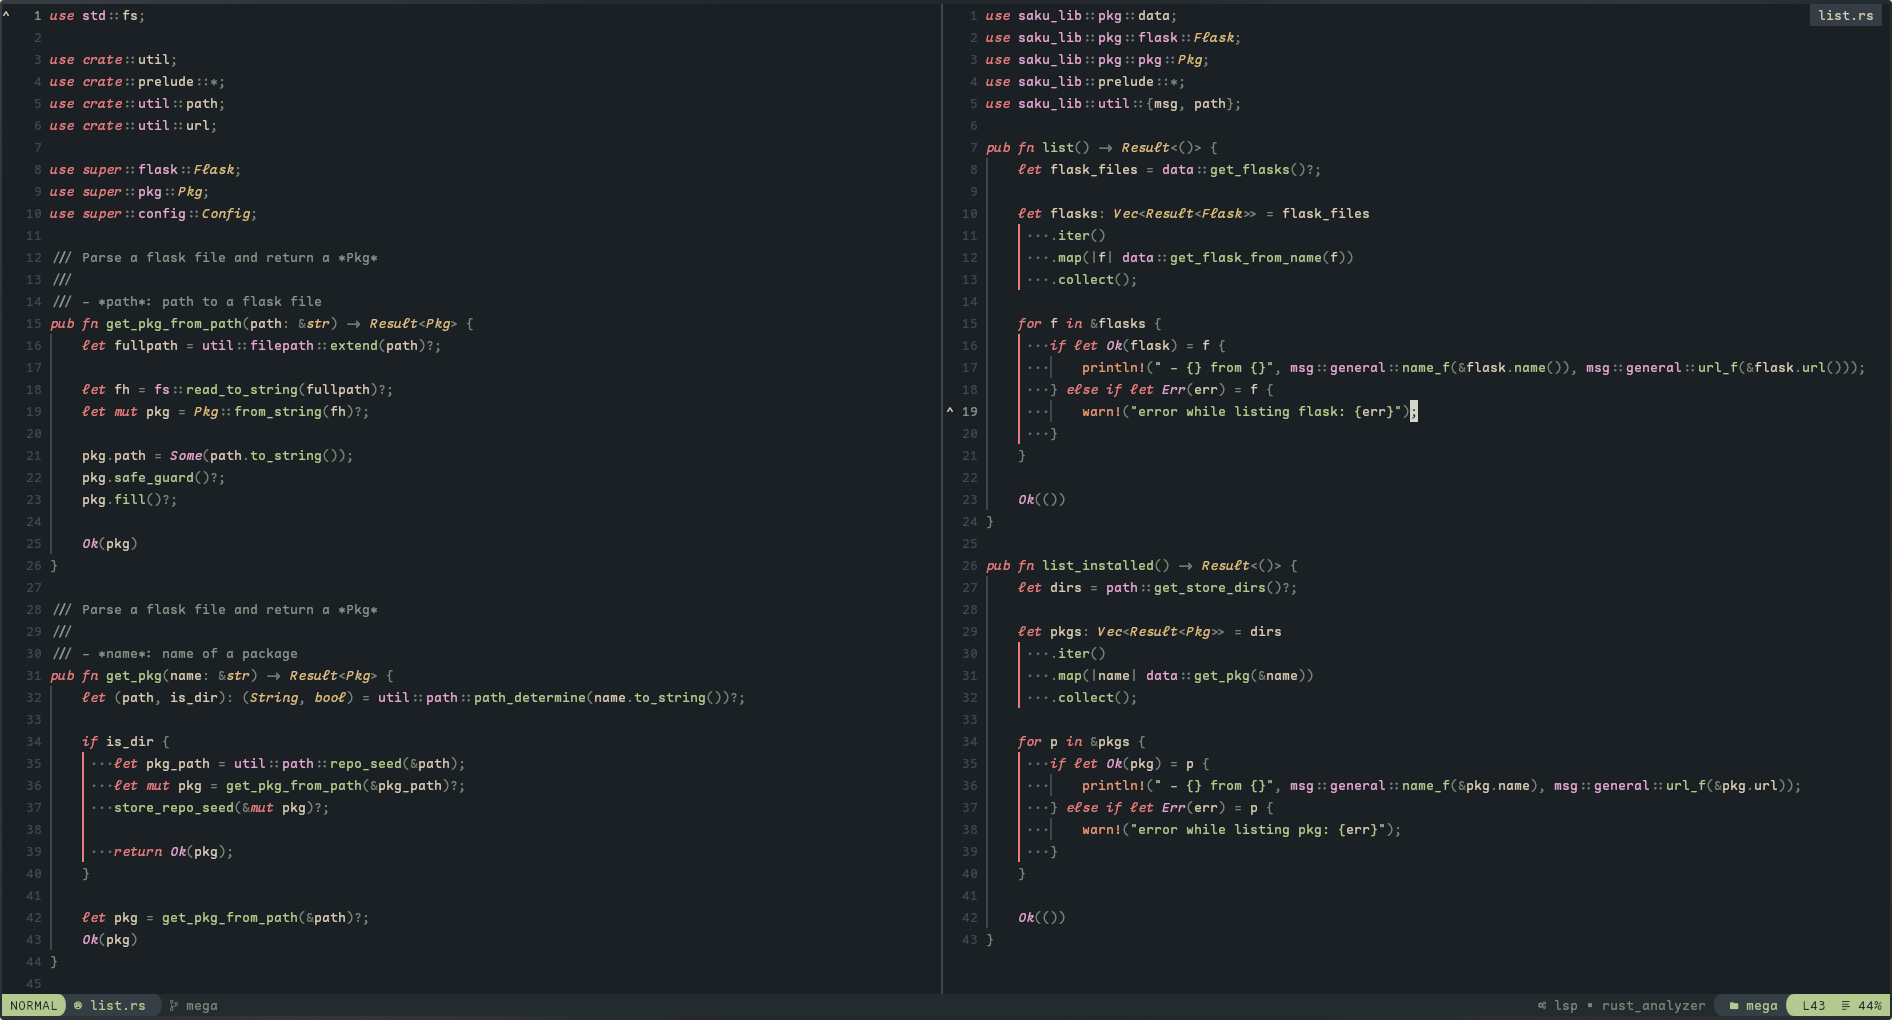 ^ 1 use std::fs;
2
3 use crate::util;
4 use crate::prelude::*;
5 use crate::util::path;
6 use crate::util::url;
7
8 use super::flask::Flask;
9 use super::pkg::Pkg;
10 use super::config::Config;
11
12 /// Parse a flask file and return a *Pkg*
13 ///
14 /// - *path*: path to a flask file
15 pub fn get_pkg_from_path(path: &str) -> Result<Pkg> {
16     let fullpath = util::filepath::extend(path)?;
17
18     let fh = fs::read_to_string(fullpath)?;
19     let mut pkg = Pkg::from_string(fh)?;
20
21     pkg.path = Some(path.to_string());
22     pkg.safe_guard()?;
23     pkg.fill()?;
24
25     Ok(pkg)
26 }
27
28 /// Parse a flask file and return a *Pkg*
29 ///
30 /// - *name*: name of a package
31 pub fn get_pkg(name: &str) -> Result<Pkg> {
32     let (path, is_dir): (String, bool) = util::path::path_determine(name.to_string())?;
33
34     if is_dir {
35     ···let pkg_path = util::path::repo_seed(&path);
36     ···let mut pkg = get_pkg_from_path(&pkg_path)?;
37     ···store_repo_seed(&mut pkg)?;
38
39     ···return Ok(pkg);
40     }
41
42     let pkg = get_pkg_from_path(&path)?;
43     Ok(pkg)
44 }
45
list.rs
1 use saku_lib::pkg::data;
2 use saku_lib::pkg::flask::Flask;
3 use saku_lib::pkg::pkg::Pkg;
4 use saku_lib::prelude::*;
5 use saku_lib::util::{msg, path};
6
7 pub fn list() -> Result<()> {
8     let flask_files = data::get_flasks()?;
9
10     let flasks: Vec<Result<Flask>> = flask_files
11     ···.iter()
12     ···.map(|f| data::get_flask_from_name(f))
13     ···.collect();
14
15     for f in &flasks {
16     ···if let Ok(flask) = f {
17     ···    println!(" - {} from {}", msg::general::name_f(&flask.name()), msg::general::url_f(&flask.url()));
18     ···} else if let Err(err) = f {
^ 19     ···    warn!("error while listing flask: {err}");
20     ···}
21     }
22
23     Ok(())
24 }
25
26 pub fn list_installed() -> Result<()> {
27     let dirs = path::get_store_dirs()?;
28
29     let pkgs: Vec<Result<Pkg>> = dirs
30     ···.iter()
31     ···.map(|name| data::get_pkg(&name))
32     ···.collect();
33
34     for p in &pkgs {
35     ···if let Ok(pkg) = p {
36     ···    println!(" - {} from {}", msg::general::name_f(&pkg.name), msg::general::url_f(&pkg.url));
37     ···} else if let Err(err) = p {
38     ···    warn!("error while listing pkg: {err}");
39     ···}
40     }
41
42     Ok(())
43 }
NORMAL list.rs mega lsp ▪ rust_analyzer mega L43 44%